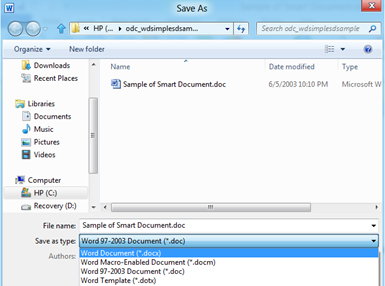 Save As
HP (... odc_wdsimplesdsam... Search odc_wdsimplesdsample
Organize New folder
Downloads
Recent Places
Libraries
Documents
Music
Pictures
Videos
Computer
HP (C:)
Recovery (D:)
Name Date modified Type
Sample of Smart Document.doc 6/5/2003 10:10 PM Microsoft W
File name: Sample of Smart Document.doc
Save as type: Word 97-2003 Document (*.doc)
Authors:
Word Document (*.docx)
Word Macro-Enabled Document (*.docm)
Word 97-2003 Document (*.doc)
Word Template (*.dotx)